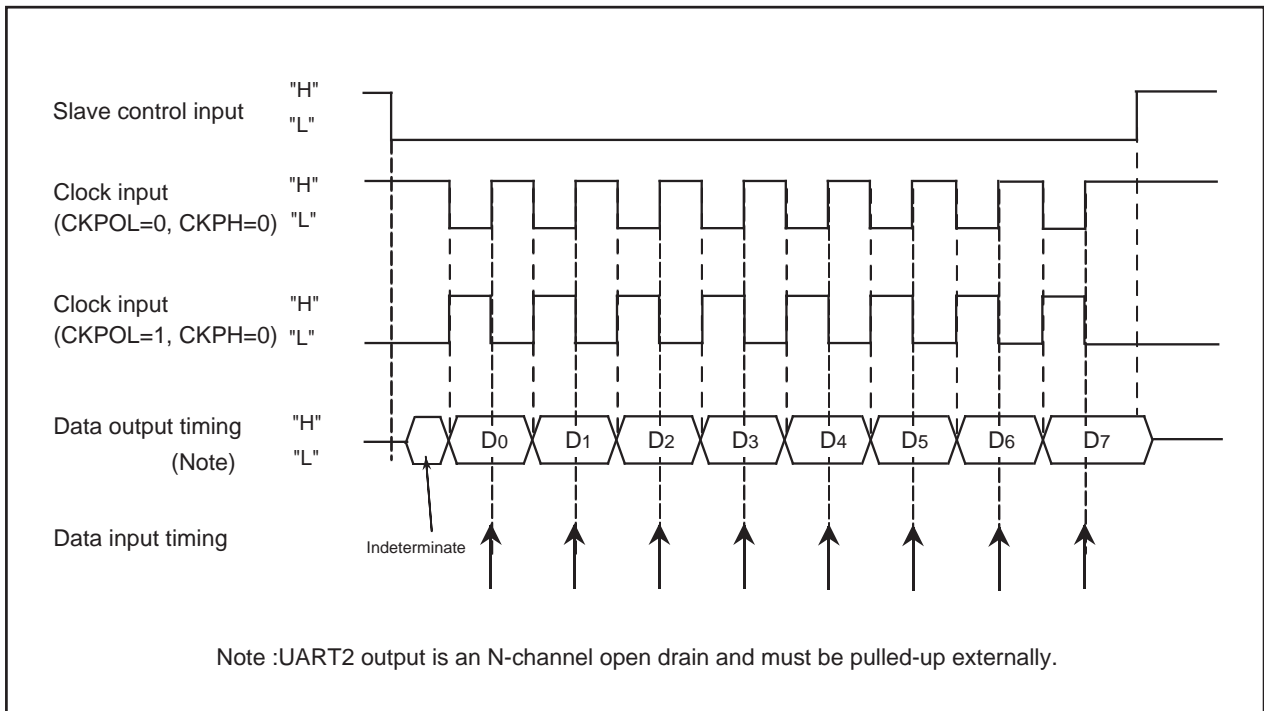 Slave control input
"H"
"L"
Clock input
(CKPOL=0, CKPH=0)
"H"
"L"
Clock input
(CKPOL=1, CKPH=0)
"H"
"L"
Data output timing
(Note)
"H"
"L"
D0 D1 D2 D3 D4 D5 D6 D7
Data input timing
Indeterminate
Note :UART2 output is an N-channel open drain and must be pulled-up externally.